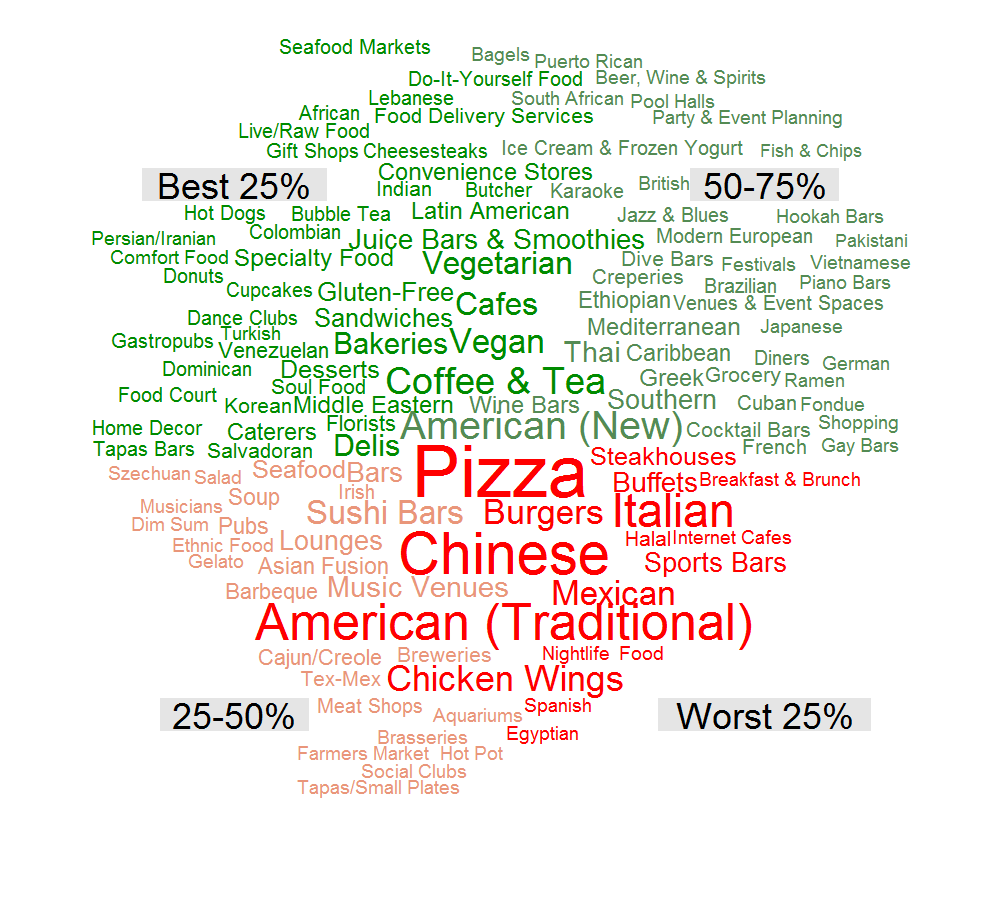 Seafood Markets
Bagels
Puerto Rican
Do-It-Yourself Food
Beer, Wine & Spirits
Lebanese
South African
Pool Halls
African
Food Delivery Services
Party & Event Planning
Live/Raw Food
Gift Shops
Cheesesteaks
Ice Cream & Frozen Yogurt
Fish & Chips
Convenience Stores
Best 25%
Indian
Butcher
Karaoke
British
50-75%
Hot Dogs
Bubble Tea
Latin American
Jazz & Blues
Hookah Bars
Persian/Iranian
Colombian
Juice Bars & Smoothies
Modern European
Pakistani
Comfort Food
Specialty Food
Vegetarian
Dive Bars
Festivals
Vietnamese
Donuts
Creperies
Brazilian
Piano Bars
Cupcakes
Gluten-Free
Cafes
Ethiopian
Venues & Event Spaces
Dance Clubs
Sandwiches
Mediterranean
Japanese
Gastropubs
Turkish
Venezuelan
Bakeries
Vegan
Thai
Caribbean
Diners
German
Dominican
Desserts
Coffee & Tea
Greek
Grocery
Ramen
Food Court
Soul Food
Korean
Middle Eastern
Wine Bars
Southern
Cuban
Fondue
Home Decor
Caterers
Florists
American (New)
Cocktail Bars
Shopping
Tapas Bars
Salvadoran
Delis
French
Gay Bars
Szechuan
Salad
Seafood
Bars
Pizza
Steakhouses
Buffets
Breakfast & Brunch
Musicians
Soup
Irish
Dim Sum
Pubs
Sushi Bars
Burgers
Italian
Ethnic Food
Lounges
Chinese
Halal
Internet Cafes
Gelato
Asian Fusion
Sports Bars
Barbeque
Music Venues
Mexican
American (Traditional)
Cajun/Creole
Breweries
Nightlife
Food
Tex-Mex
Chicken Wings
25-50%
Meat Shops
Aquariums
Spanish
Worst 25%
Brasseries
Egyptian
Farmers Market
Hot Pot
Social Clubs
Tapas/Small Plates